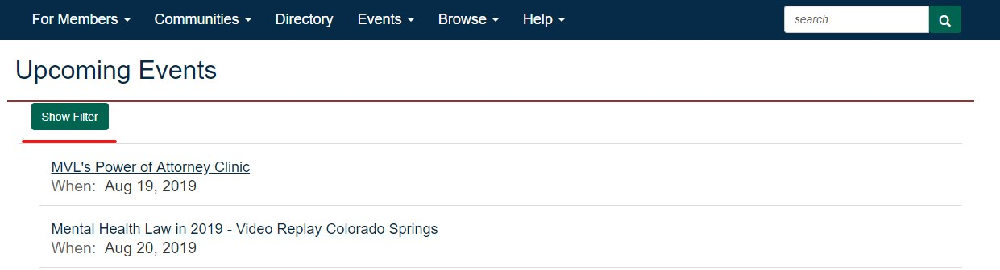 For Members Communities Directory Events Browse Help search
Upcoming Events
Show Filter
MVL's Power of Attorney Clinic
When: Aug 19, 2019
Mental Health Law in 2019 - Video Replay Colorado Springs
When: Aug 20, 2019